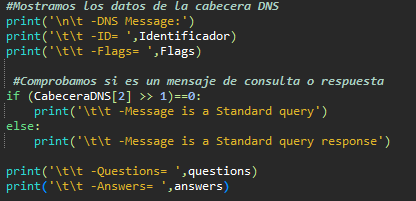 #Mostramos los datos de la cabecera DNS
print('\n\t -DNS Message:')
print('\t\t -ID= ',Identificador)
print('\t\t -Flags= ',Flags)
#Comprobamos si es un mensaje de consulta o respuesta
if (CabeceraDNS[2] >> 1)==0:
print('\t\t -Message is a Standard query')
else:
print('\t\t -Message is a Standard query response')
print('\t\t -Questions= ',questions)
print('\t\t -Answers= ',answers)